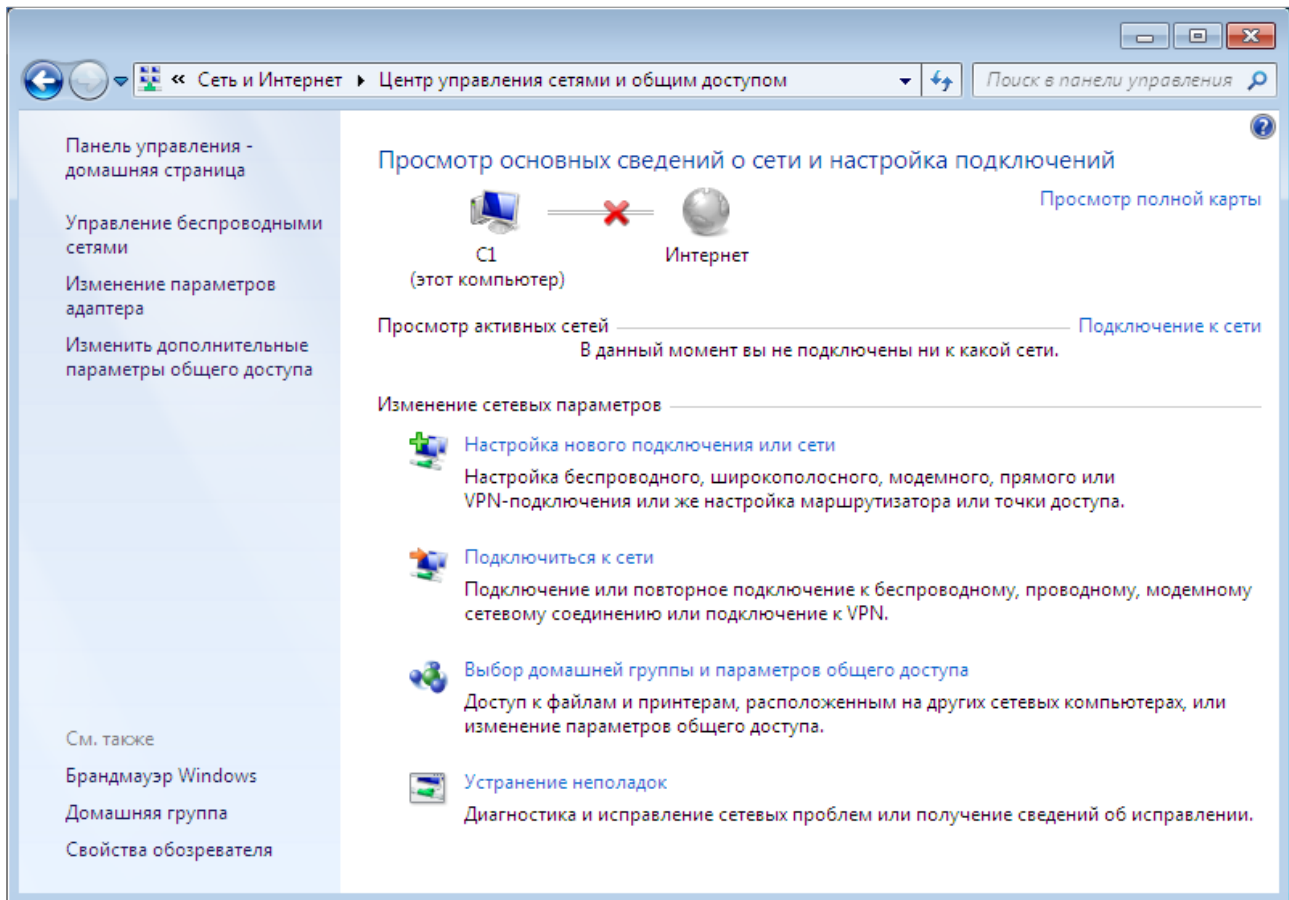 « Сеть и Интернет ▸ Центр управления сетями и общим доступом
Поиск в панели управления
Панель управления -
домашняя страница
Управление беспроводными
сетями
Изменение параметров
адаптера
Изменить дополнительные
параметры общего доступа
См. также
Брандмауэр Windows
Домашняя группа
Свойства обозревателя
Просмотр основных сведений о сети и настройка подключений
Просмотр полной карты
C1
(этот компьютер)
Интернет
Просмотр активных сетей
Подключение к сети
В данный момент вы не подключены ни к какой сети.
Изменение сетевых параметров
Настройка нового подключения или сети
Настройка беспроводного, широкополосного, модемного, прямого или
VPN-подключения или же настройка маршрутизатора или точки доступа.
Подключиться к сети
Подключение или повторное подключение к беспроводному, проводному, модемному
сетевому соединению или подключение к VPN.
Выбор домашней группы и параметров общего доступа
Доступ к файлам и принтерам, расположенным на других сетевых компьютерах, или
изменение параметров общего доступа.
Устранение неполадок
Диагностика и исправление сетевых проблем или получение сведений об исправлении.